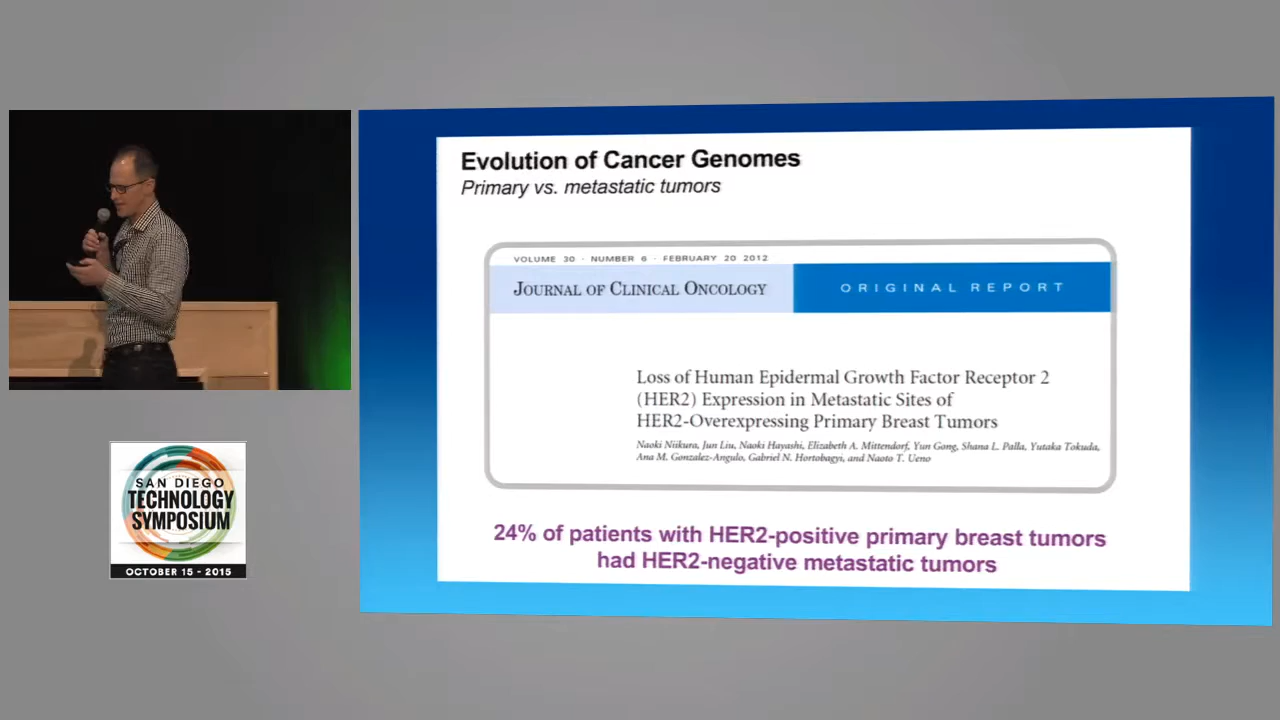 Evolution of Cancer Genomes
Primary vs. metastatic tumors
VOLUME 30 · NUMBER 6 · FEBRUARY 20 2012
JOURNAL OF CLINICAL ONCOLOGY
ORIGINAL REPORT
Loss of Human Epidermal Growth Factor Receptor 2
(HER2) Expression in Metastatic Sites of
HER2-Overexpressing Primary Breast Tumors
Naoki Niikura, Jun Liu, Naoki Hayashi, Elizabeth A. Mittendorf, Yun Gong, Shana L. Palla, Yutaka Tokuda,
Ana M. Gonzalez-Angulo, Gabriel N. Hortobagyi, and Naoto T. Ueno
24% of patients with HER2-positive primary breast tumors
had HER2-negative metastatic tumors
SAN DIEGO
TECHNOLOGY
SYMPOSIUM
OCTOBER 15 - 2015